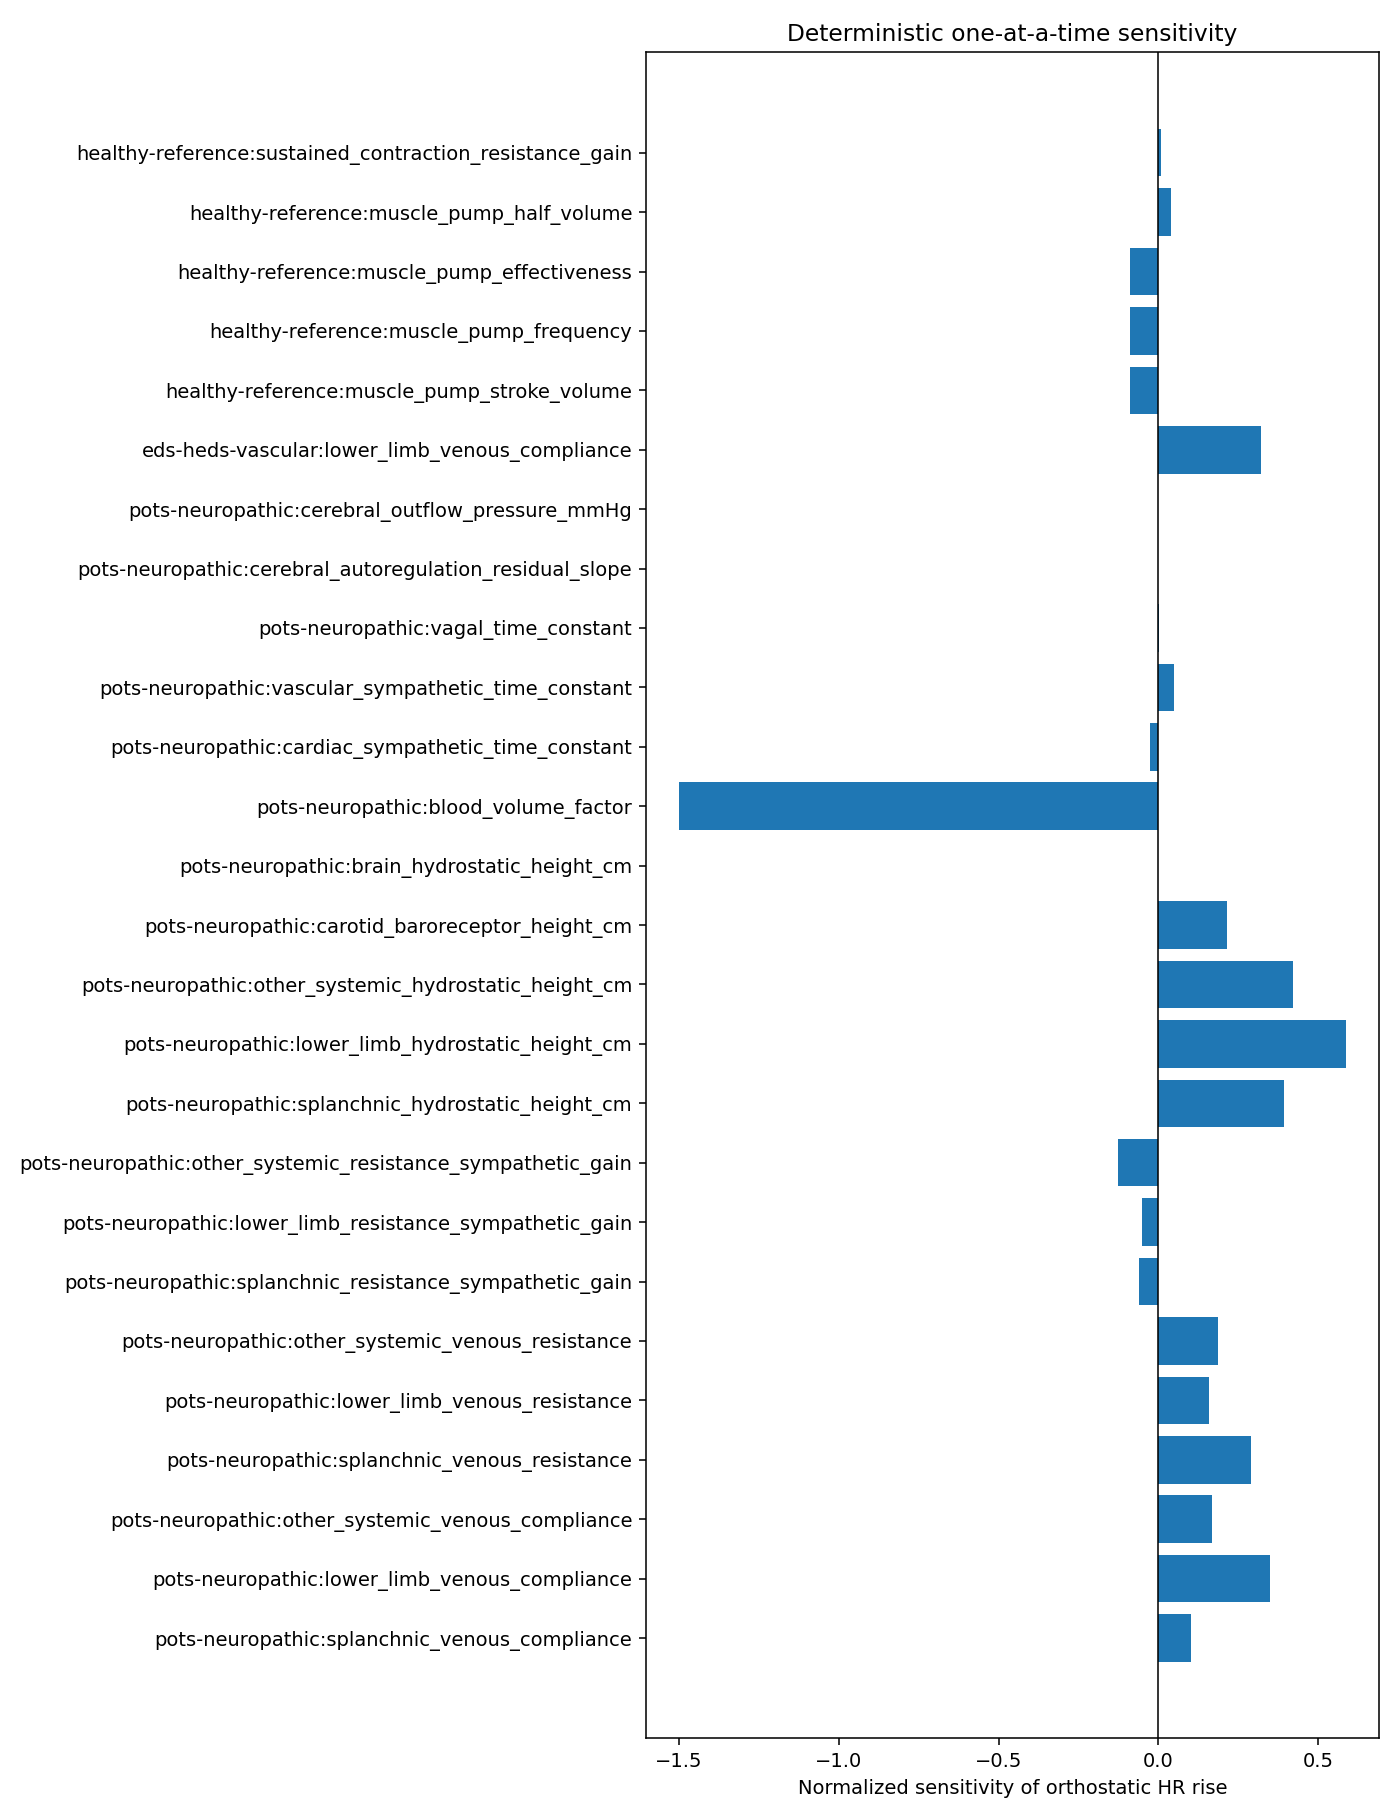 Deterministic one-at-a-time sensitivity
healthy-reference:sustained_contraction_resistance_gain
healthy-reference:muscle_pump_half_volume
healthy-reference:muscle_pump_effectiveness
healthy-reference:muscle_pump_frequency
healthy-reference:muscle_pump_stroke_volume
eds-heds-vascular:lower_limb_venous_compliance
pots-neuropathic:cerebral_outflow_pressure_mmHg
pots-neuropathic:cerebral_autoregulation_residual_slope
pots-neuropathic:vagal_time_constant
pots-neuropathic:vascular_sympathetic_time_constant
pots-neuropathic:cardiac_sympathetic_time_constant
pots-neuropathic:blood_volume_factor
pots-neuropathic:brain_hydrostatic_height_cm
pots-neuropathic:carotid_baroreceptor_height_cm
pots-neuropathic:other_systemic_hydrostatic_height_cm
pots-neuropathic:lower_limb_hydrostatic_height_cm
pots-neuropathic:splanchnic_hydrostatic_height_cm
pots-neuropathic:other_systemic_resistance_sympathetic_gain
pots-neuropathic:lower_limb_resistance_sympathetic_gain
pots-neuropathic:splanchnic_resistance_sympathetic_gain
pots-neuropathic:other_systemic_venous_resistance
pots-neuropathic:lower_limb_venous_resistance
pots-neuropathic:splanchnic_venous_resistance
pots-neuropathic:other_systemic_venous_compliance
pots-neuropathic:lower_limb_venous_compliance
pots-neuropathic:splanchnic_venous_compliance
−1.5 −1.0 −0.5 0.0 0.5
Normalized sensitivity of orthostatic HR rise